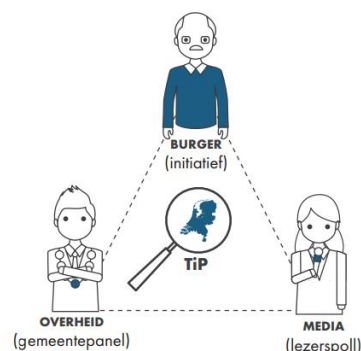 BURGER
(initiatief)
TiP
OVERHEID
(gemeentepanel)
MEDIA
(lezerspoll)